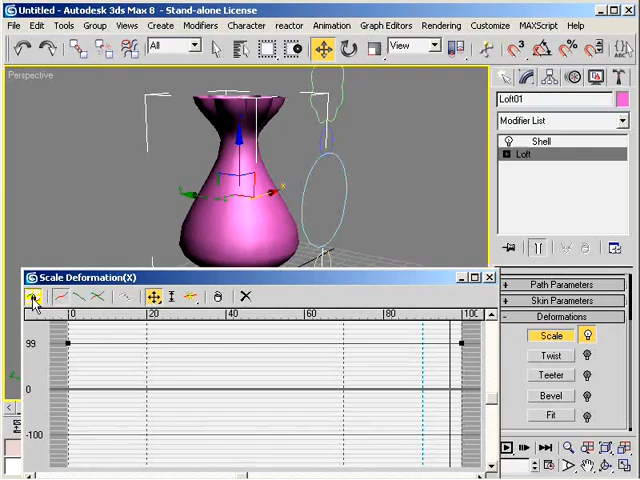 Untitled - Autodesk 3ds Max 8 - Stand-alone License
File Edit Tools Group Views Create Modifiers Character reactor Animation Graph Editors Rendering Customize MAXScript Help
All View
Perspective
Loft01
Modifier List
Shell
Loft
Scale Deformation(X)
0 20 40 60 80 100
99
0
-100
Path Parameters
Skin Parameters
Deformations
Scale
Twist
Teeter
Bevel
Fit